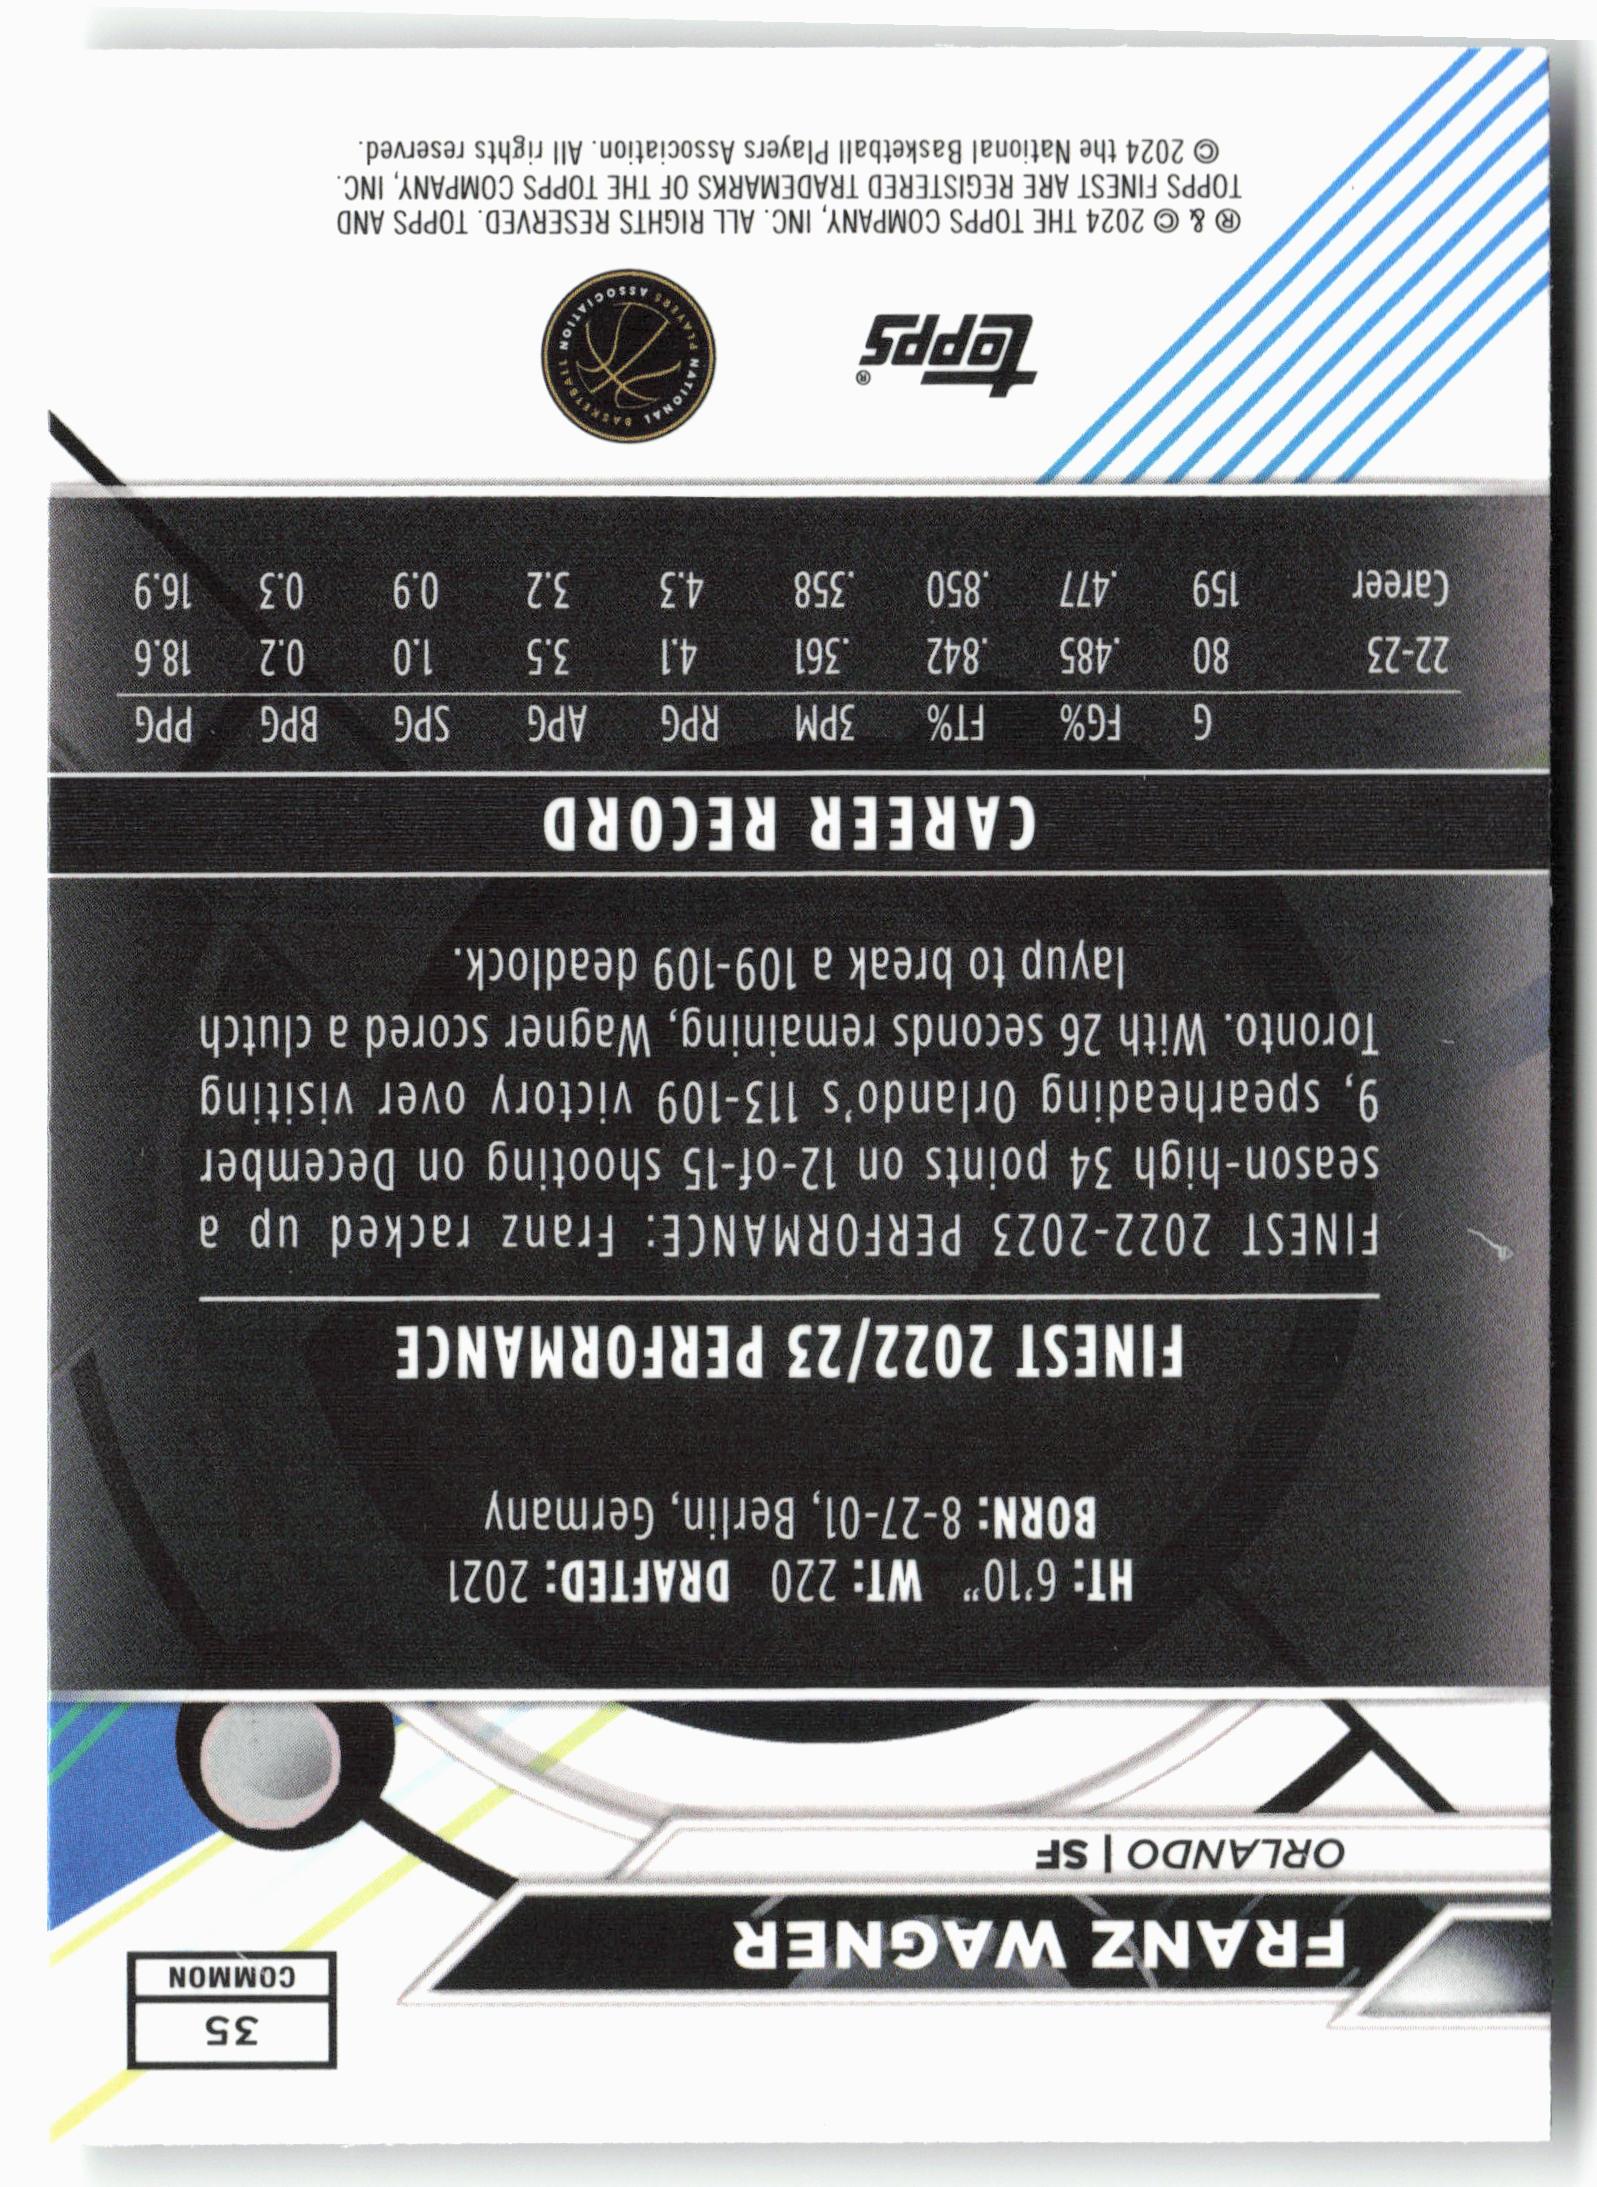 35
COMMON
FRANZ WAGNER
ORLANDO | SF
HT: 6'10" WT: 220 DRAFTED: 2021
BORN: 8-27-01, Berlin, Germany
FINEST 2022/23 PERFORMANCE
FINEST 2022-2023 PERFORMANCE: Franz racked up a
season-high 34 points on 12-of-15 shooting on December
9, spearheading Orlando's 113-109 victory over visiting
Toronto. With 26 seconds remaining, Wagner scored a clutch
layup to break a 109-109 deadlock.
CAREER RECORD
G FG% FT% 3PM RPG APG SPG BPG PPG
22-23 80 .485 .842 .361 4.1 3.5 1.0 0.2 18.6
Career 159 .477 .850 .358 4.3 3.2 0.9 0.3 16.9
topps®
NATIONAL BASKETBALL PLAYERS ASSOCIATION
® & © 2024 THE TOPPS COMPANY, INC. ALL RIGHTS RESERVED. TOPPS AND
TOPPS FINEST ARE REGISTERED TRADEMARKS OF THE TOPPS COMPANY, INC.
© 2024 the National Basketball Players Association. All rights reserved.